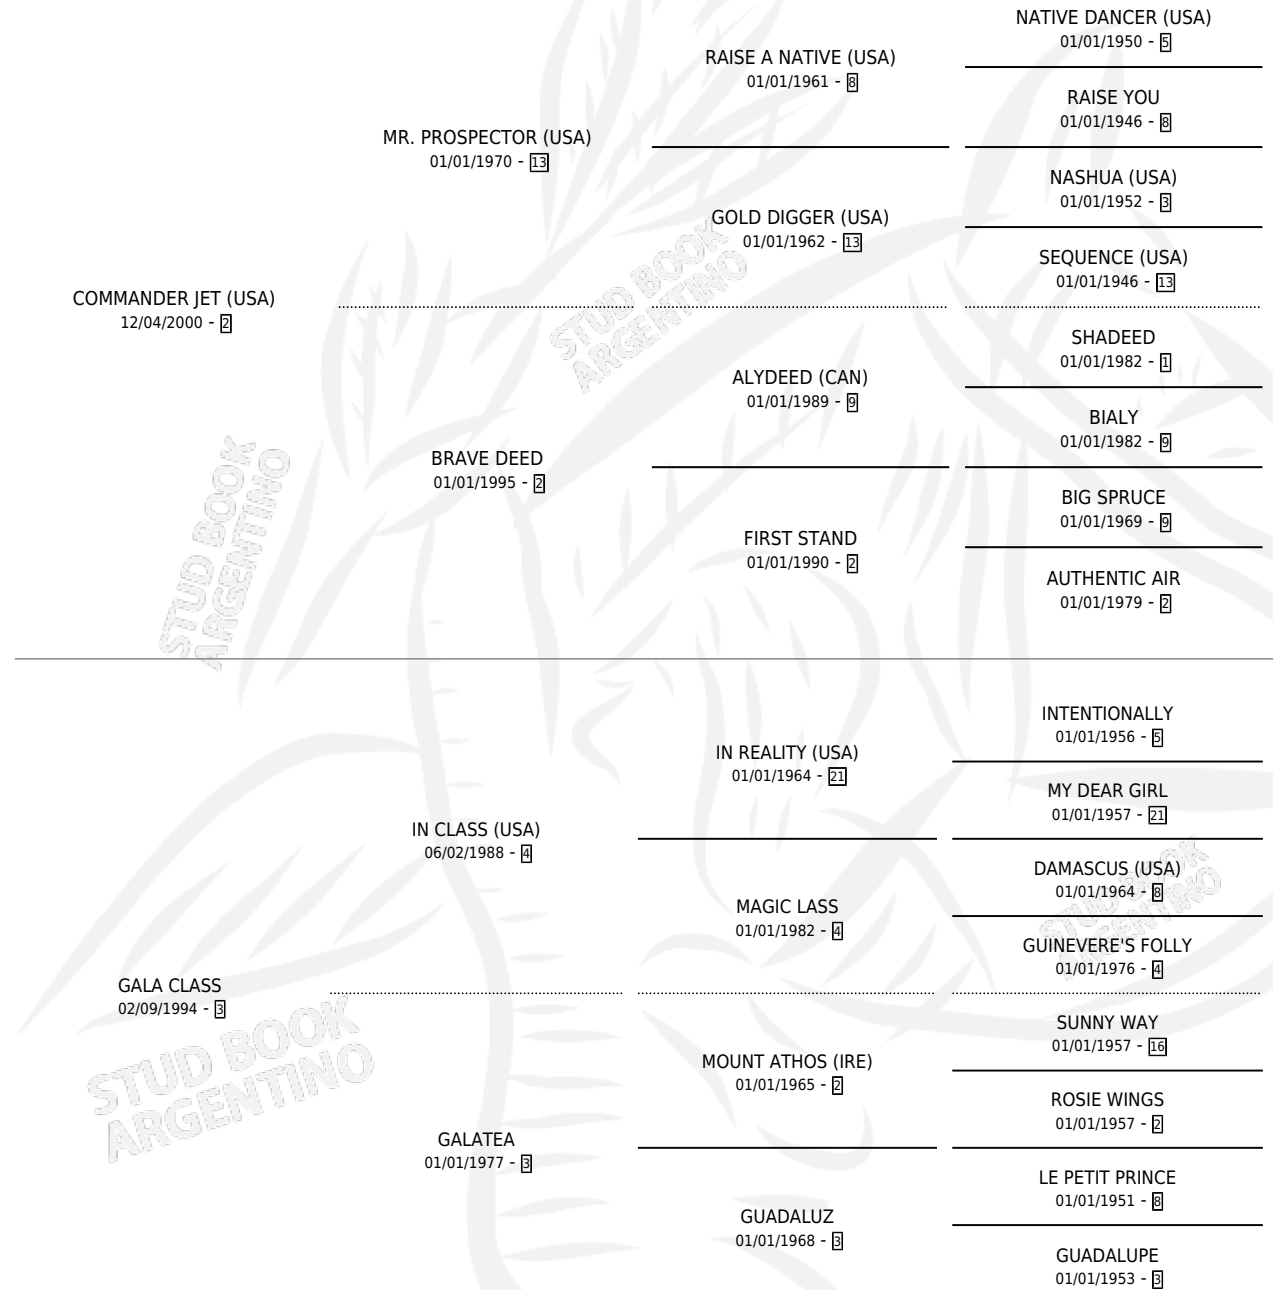 NATIVE DANCER (USA)
01/01/1950 - 5
RAISE A NATIVE (USA)
01/01/1961 - 8
RAISE YOU
01/01/1946 - 8
MR. PROSPECTOR (USA)
01/01/1970 - 13
NASHUA (USA)
01/01/1952 - 3
GOLD DIGGER (USA)
01/01/1962 - 13
SEQUENCE (USA)
01/01/1946 - 13
COMMANDER JET (USA)
12/04/2000 - 2
SHADEED
01/01/1982 - 1
ALYDEED (CAN)
01/01/1989 - 9
BIALY
01/01/1982 - 9
BRAVE DEED
01/01/1995 - 2
BIG SPRUCE
01/01/1969 - 9
FIRST STAND
01/01/1990 - 2
AUTHENTIC AIR
01/01/1979 - 2
STUD BOOK
ARGENTINO
STUD BOOK
ARGENTINO
INTENTIONALLY
01/01/1956 - 5
IN REALITY (USA)
01/01/1964 - 21
MY DEAR GIRL
01/01/1957 - 21
IN CLASS (USA)
06/02/1988 - 4
DAMASCUS (USA)
01/01/1964 - 8
MAGIC LASS
01/01/1982 - 4
GUINEVERE'S FOLLY
01/01/1976 - 4
GALA CLASS
02/09/1994 - 3
SUNNY WAY
01/01/1957 - 16
MOUNT ATHOS (IRE)
01/01/1965 - 2
ROSIE WINGS
01/01/1957 - 2
GALATEA
01/01/1977 - 3
LE PETIT PRINCE
01/01/1951 - 8
GUADALUZ
01/01/1968 - 3
GUADALUPE
01/01/1953 - 3
STUD BOOK
ARGENTINO
STUD BOOK
ARGENTINO